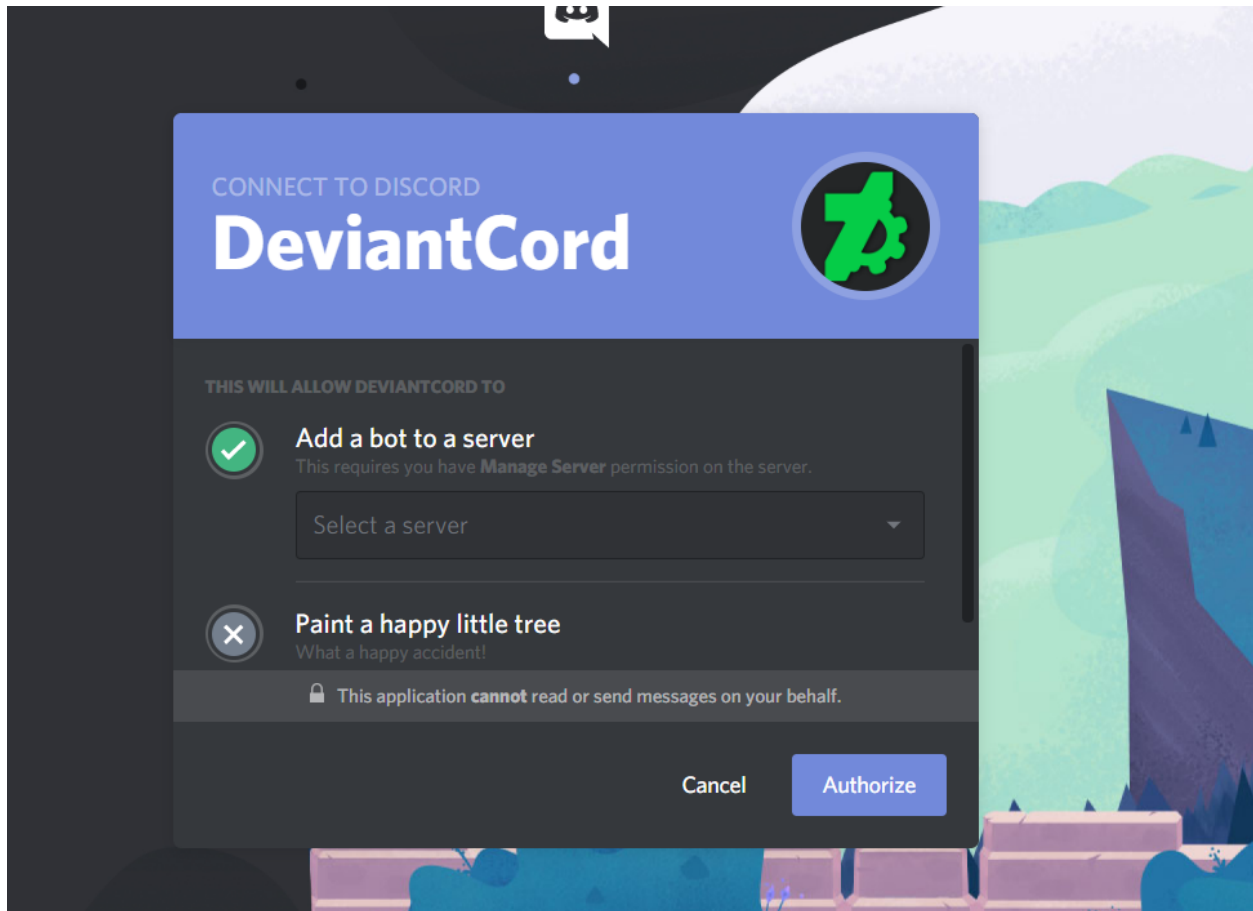 CONNECT TO DISCORD
DeviantCord
THIS WILL ALLOW DEVIANTCORD TO
Add a bot to a server
This requires you have Manage Server permission on the server.
Select a server
Paint a happy little tree
What a happy accident!
This application cannot read or send messages on your behalf.
Cancel
Authorize